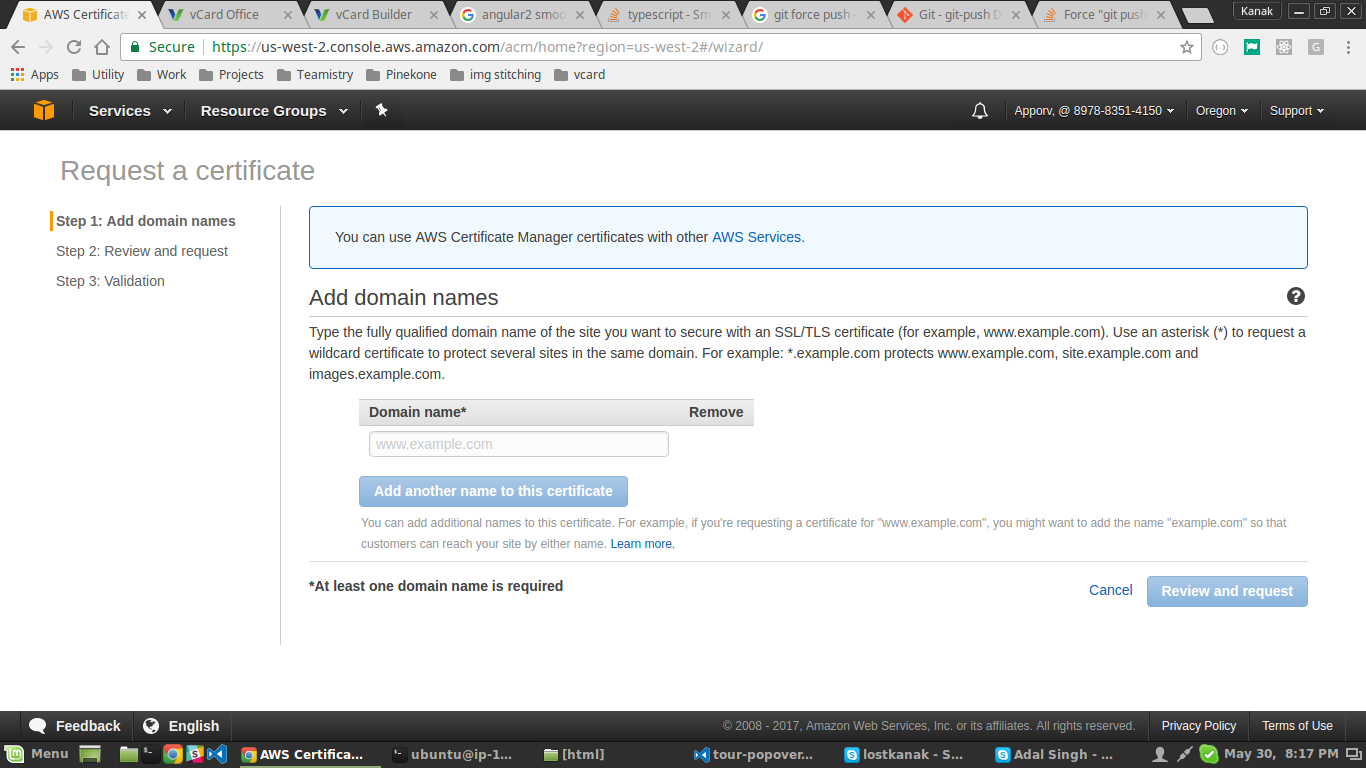 AWS Certificate
vCard Office
vCard Builder
angular2 smoo
typescript - Sm
git force push -
Git - git-push D
Force "git push
Kanak
Secure
https://us-west-2.console.aws.amazon.com/acm/home?region=us-west-2#/wizard/
Apps
Utility
Work
Projects
Teamistry
Pinekone
img stitching
vcard
Services
Resource Groups
Apporv, @ 8978-8351-4150
Oregon
Support
Request a certificate
Step 1: Add domain names
Step 2: Review and request
Step 3: Validation
You can use AWS Certificate Manager certificates with other AWS Services.
Add domain names
Type the fully qualified domain name of the site you want to secure with an SSL/TLS certificate (for example, www.example.com). Use an asterisk (*) to request a
wildcard certificate to protect several sites in the same domain. For example: *.example.com protects www.example.com, site.example.com and
images.example.com.
Domain name*
Remove
www.example.com
Add another name to this certificate
You can add additional names to this certificate. For example, if you're requesting a certificate for "www.example.com", you might want to add the name "example.com" so that
customers can reach your site by either name. Learn more.
*At least one domain name is required
Cancel
Review and request
Feedback
English
© 2008 - 2017, Amazon Web Services, Inc. or its affiliates. All rights reserved.
Privacy Policy
Terms of Use
Menu
AWS Certifica...
ubuntu@ip-1...
[html]
tour-popover...
lostkanak - S...
Adal Singh - ...
May 30, 8:17 PM